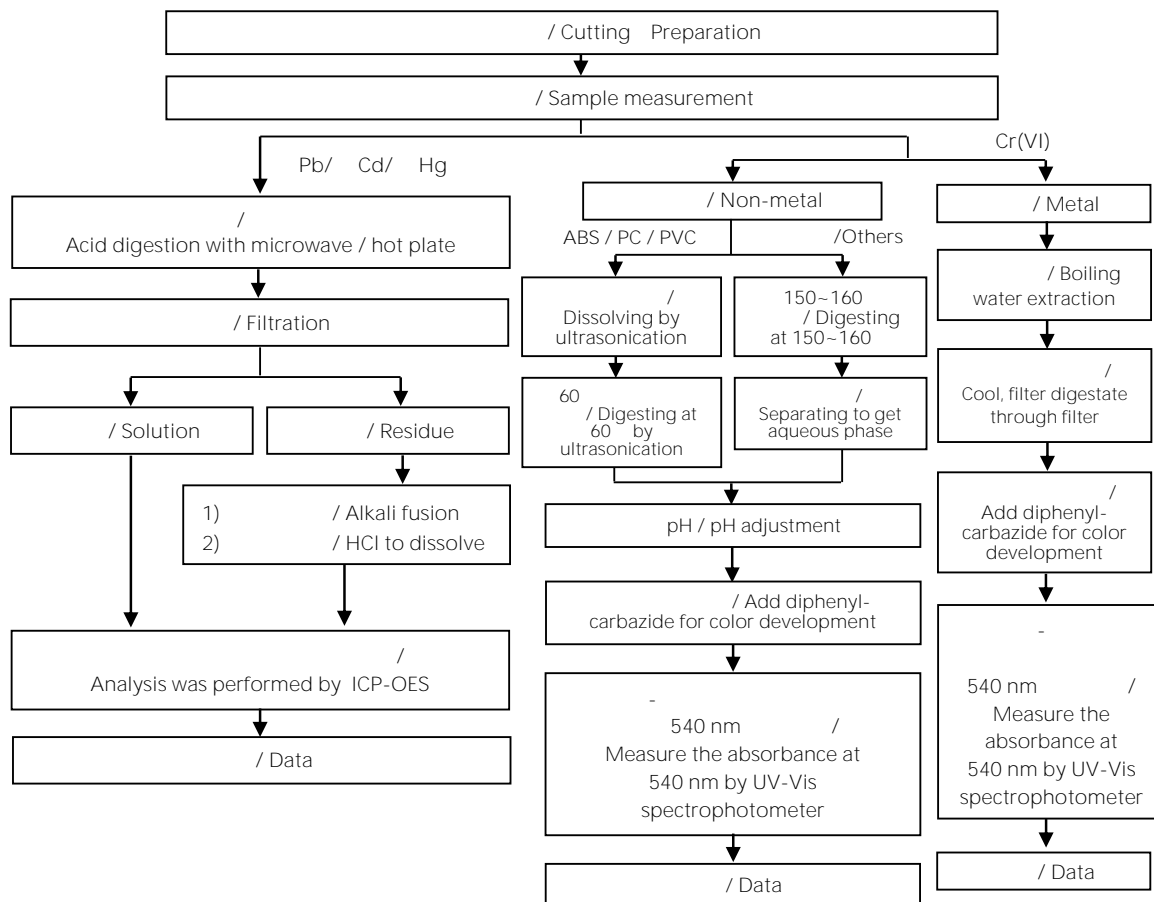 / Cutting Preparation
/ Sample measurement
Pb/ Cd/ Hg
Cr(VI)
/
Acid digestion with microwave / hot plate
/ Filtration
/ Solution
/ Residue
1) / Alkali fusion
2) / HCl to dissolve
/
Analysis was performed by ICP-OES
/ Data
/ Non-metal
ABS / PC / PVC
/Others
/
Dissolving by
ultrasonication
150~160
/ Digesting
at 150~160
60
/ Digesting at
60 by
ultrasonication
/
Separating to get
aqueous phase
pH / pH adjustment
/ Add diphenyl-
carbazide for color
development
-
540 nm /
Measure the
absorbance at
540 nm by UV-Vis
spectrophotometer
/ Data
/ Metal
/ Boiling
water extraction
/
Cool, filter digestate
through filter
/
Add diphenyl-
carbazide for color
development
-
540 nm /
Measure the
absorbance at
540 nm by UV-Vis
spectrophotometer
/ Data